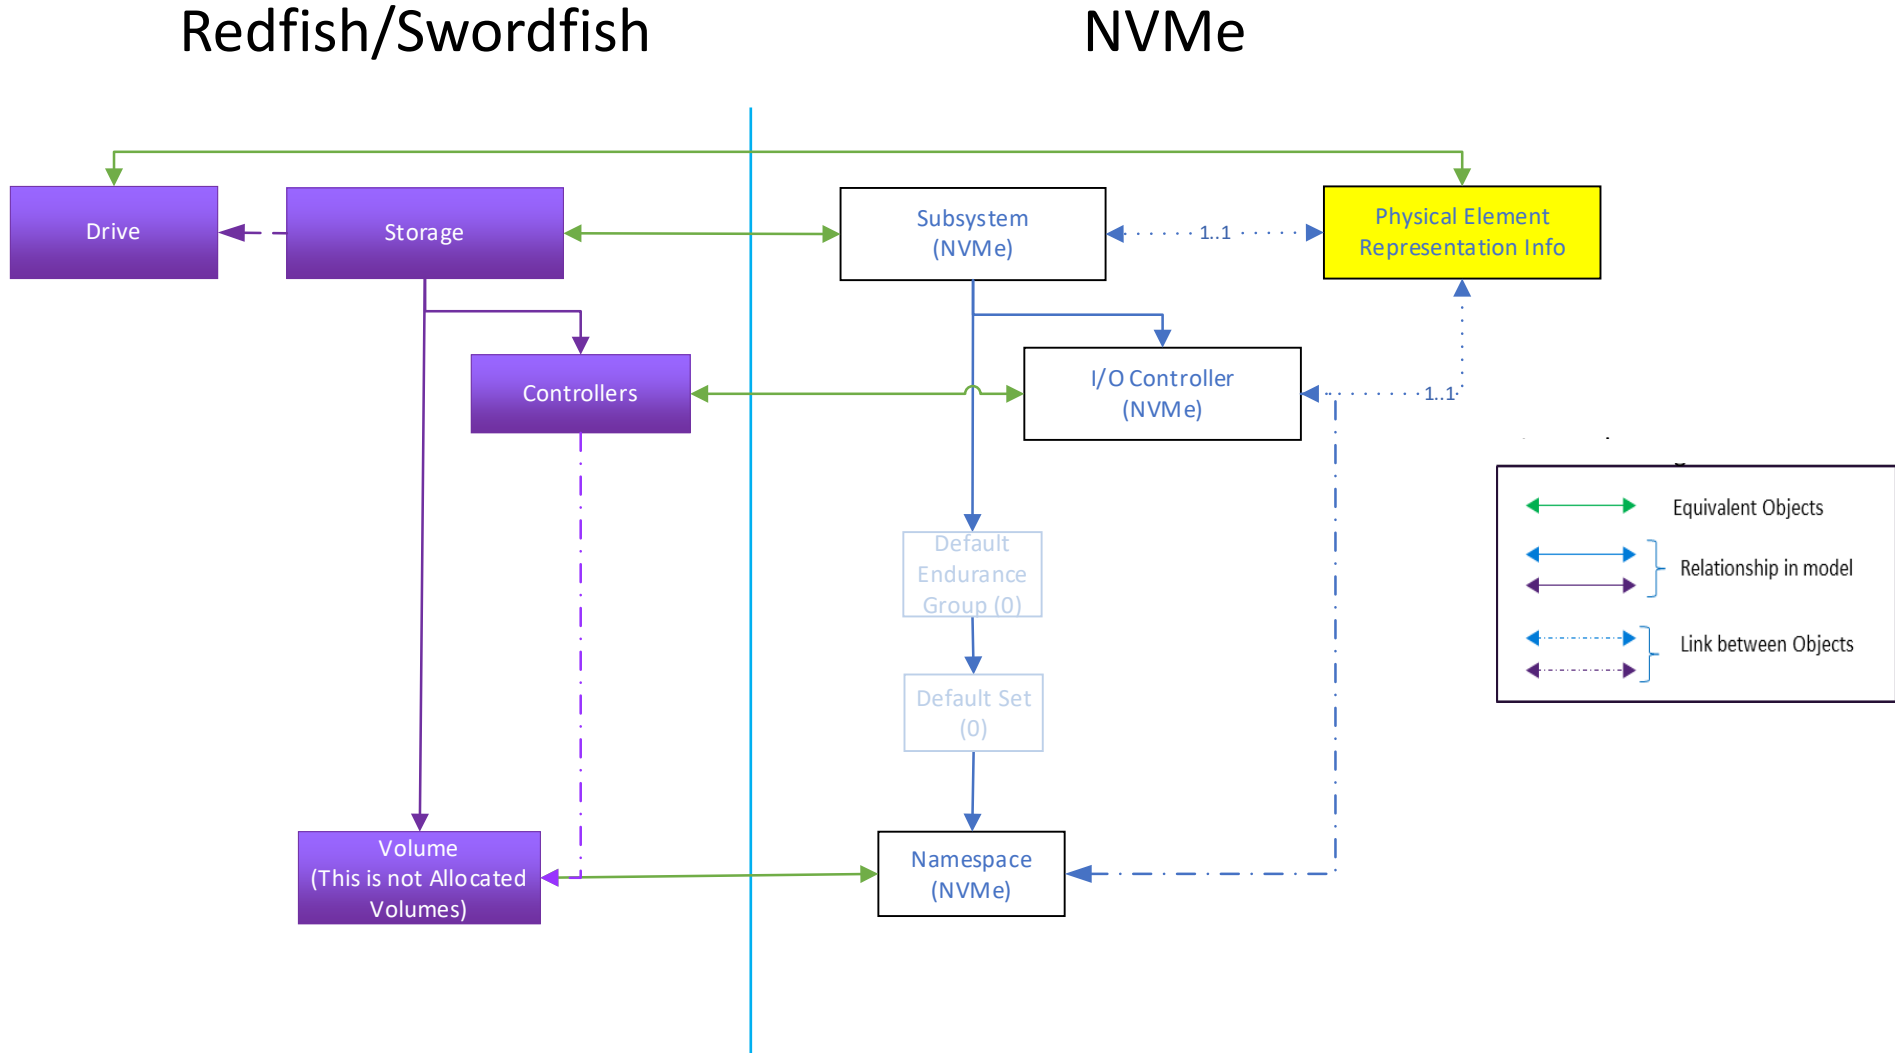 Redfish/Swordfish
NVMe
Drive
Storage
Subsystem
(NVMe)
1..1
Physical Element
Representation Info
Controllers
I/O Controller
(NVMe)
1..1
Equivalent Objects
Relationship in model
Link between Objects
Default
Endurance
Group (0)
Default Set
(0)
Volume
(This is not Allocated
Volumes)
Namespace
(NVMe)